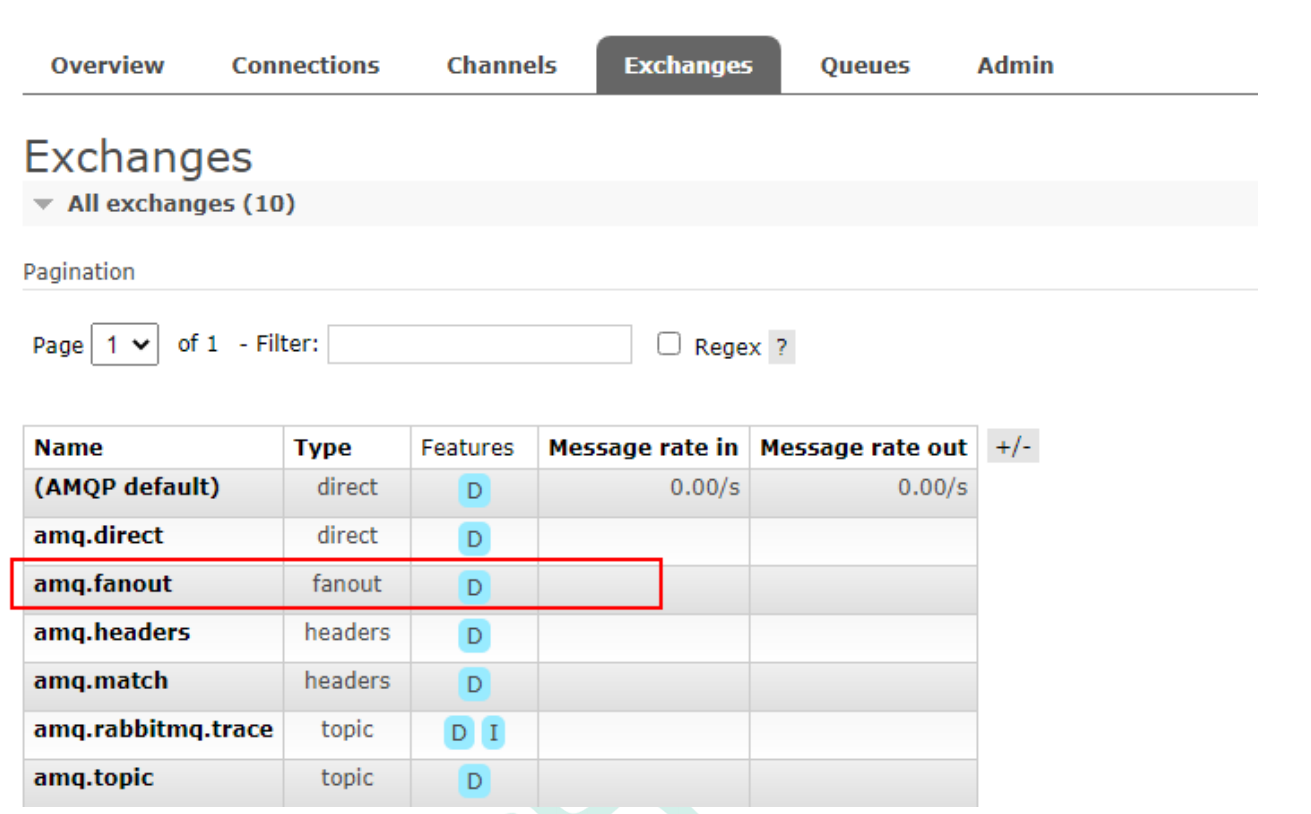 Overview Connections Channels Exchanges Queues Admin
Exchanges
All exchanges (10)
Pagination
Page 1 of 1 - Filter: Regex ?
Name Type Features Message rate in Message rate out +/-
(AMQP default) direct D 0.00/s 0.00/s
amq.direct direct D
amq.fanout fanout D
amq.headers headers D
amq.match headers D
amq.rabbitmq.trace topic D I
amq.topic topic D